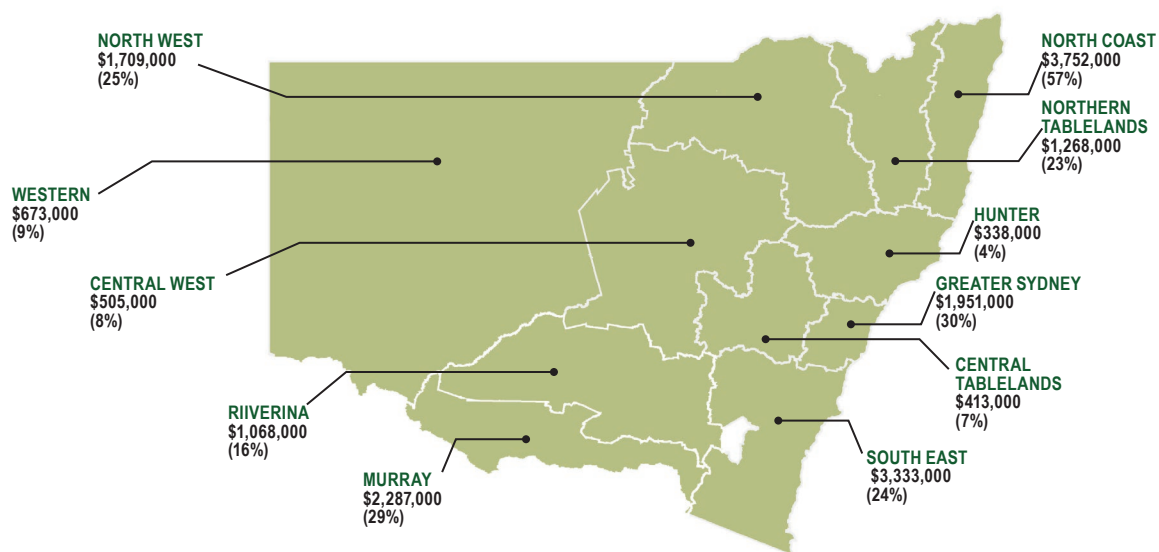 NORTH WEST
$1,709,000
(25%)
WESTERN
$673,000
(9%)
CENTRAL WEST
$505,000
(8%)
RIIVERINA
$1,068,000
(16%)
MURRAY
$2,287,000
(29%)
NORTH COAST
$3,752,000
(57%)
NORTHERN
TABLELANDS
$1,268,000
(23%)
HUNTER
$338,000
(4%)
GREATER SYDNEY
$1,951,000
(30%)
CENTRAL
TABLELANDS
$413,000
(7%)
SOUTH EAST
$3,333,000
(24%)